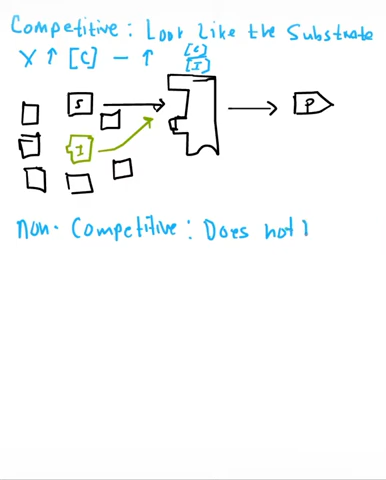 Competitive: Look Like the Substrate
X ↑ [C] – ↑ [S]/[I]
S
I
P
Non-Competitive: Does not l